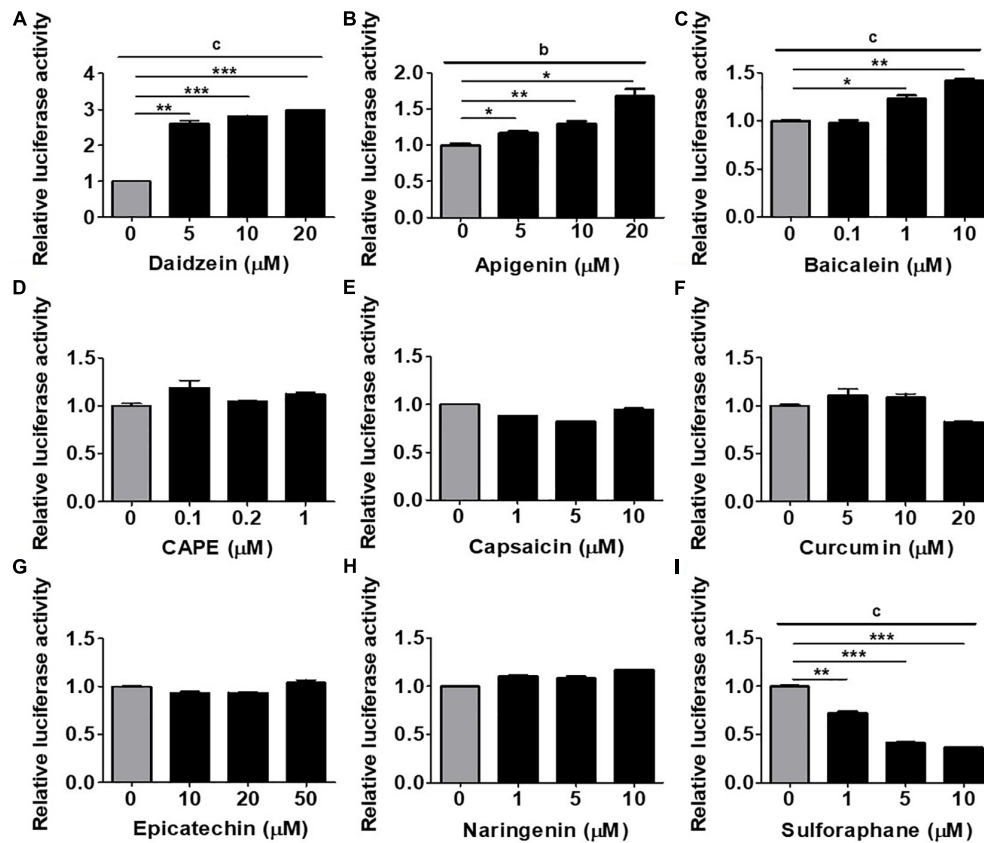 A
Relative luciferase activity
c
***
***
**
4
3
2
1
0
0 5 10 20
Daidzein (μM)
B
Relative luciferase activity
b
*
**
*
2.0
1.5
1.0
0.5
0.0
0 5 10 20
Apigenin (μM)
C
Relative luciferase activity
c
**
*
1.5
1.0
0.5
0.0
0 0.1 1 10
Baicalein (μM)
D
Relative luciferase activity
1.5
1.0
0.5
0.0
0 0.1 0.2 1
CAPE (μM)
E
Relative luciferase activity
1.5
1.0
0.5
0.0
0 1 5 10
Capsaicin (μM)
F
Relative luciferase activity
1.5
1.0
0.5
0.0
0 5 10 20
Curcumin (μM)
G
Relative luciferase activity
1.5
1.0
0.5
0.0
0 10 20 50
Epicatechin (μM)
H
Relative luciferase activity
1.5
1.0
0.5
0.0
0 1 5 10
Naringenin (μM)
I
Relative luciferase activity
c
***
***
**
1.5
1.0
0.5
0.0
0 1 5 10
Sulforaphane (μM)